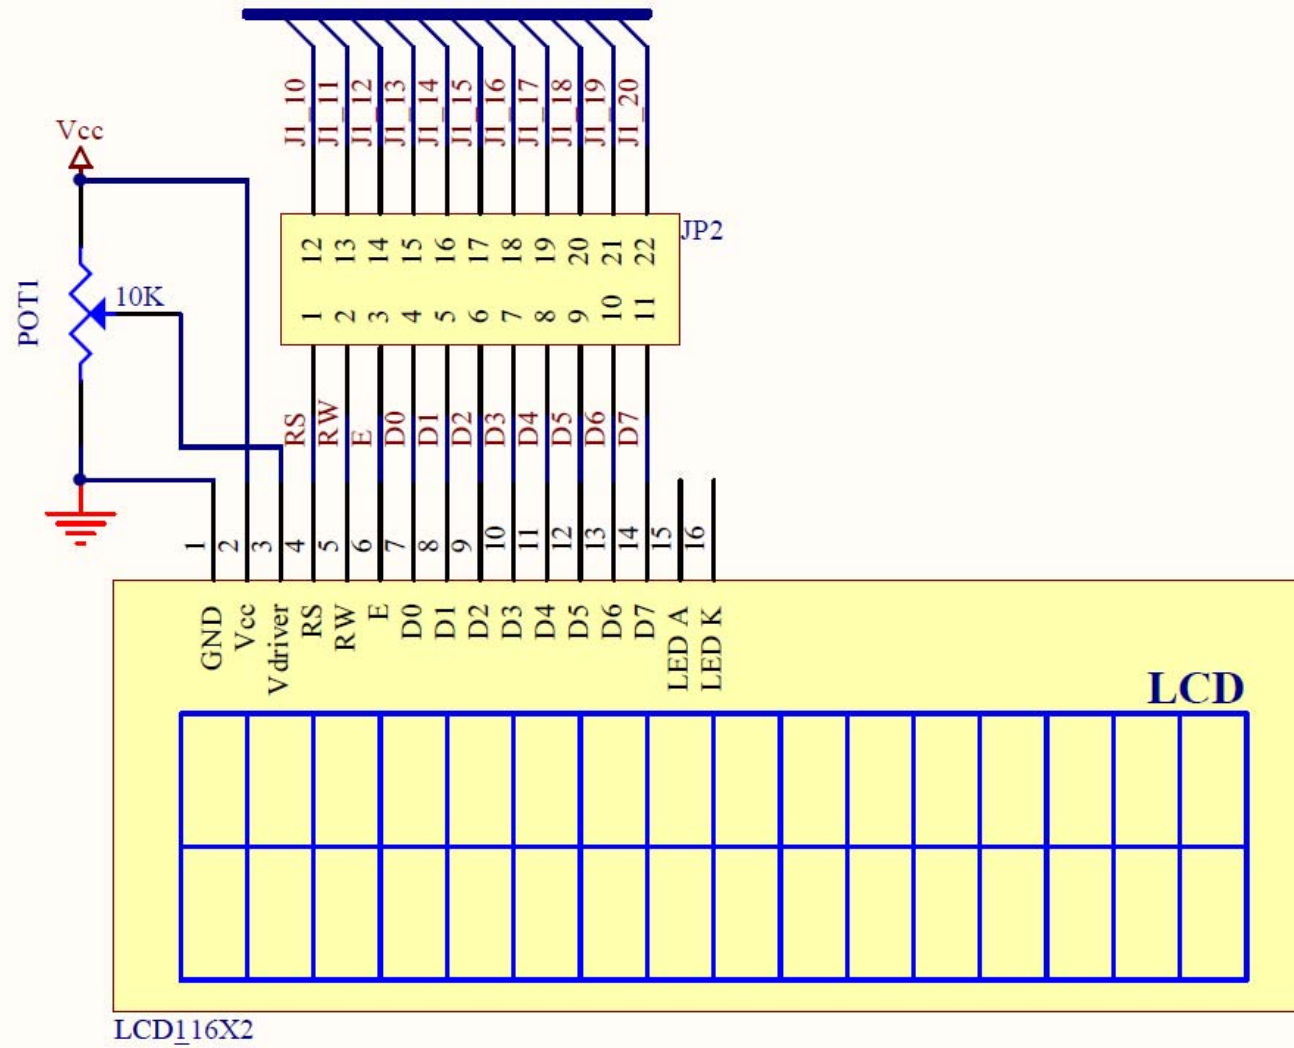 J1_10 J1_11 J1_12 J1_13 J1_14 J1_15 J1_16 J1_17 J1_18 J1_19 J1_20
Vcc
JP2
12 13 14 15 16 17 18 19 20 21 22
1 2 3 4 5 6 7 8 9 10 11
POT1
10K
RS RW E D0 D1 D2 D3 D4 D5 D6 D7
1 2 3 4 5 6 7 8 9 10 11 12 13 14 15 16
GND Vcc Vdriver RS RW E D0 D1 D2 D3 D4 D5 D6 D7 LED A LED K
LCD
LCD_116X2